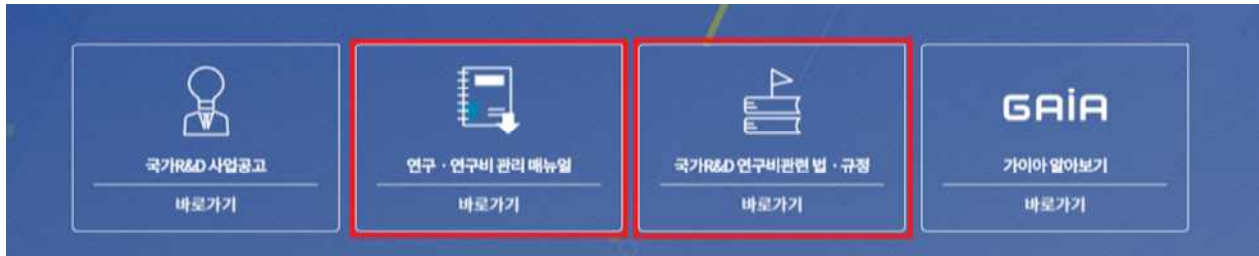 국가R&D 사업공고
바로가기
연구 · 연구비 관리 매뉴얼
바로가기
국가R&D 연구비관련 법 · 규정
바로가기
GAiA
가이아 알아보기
바로가기